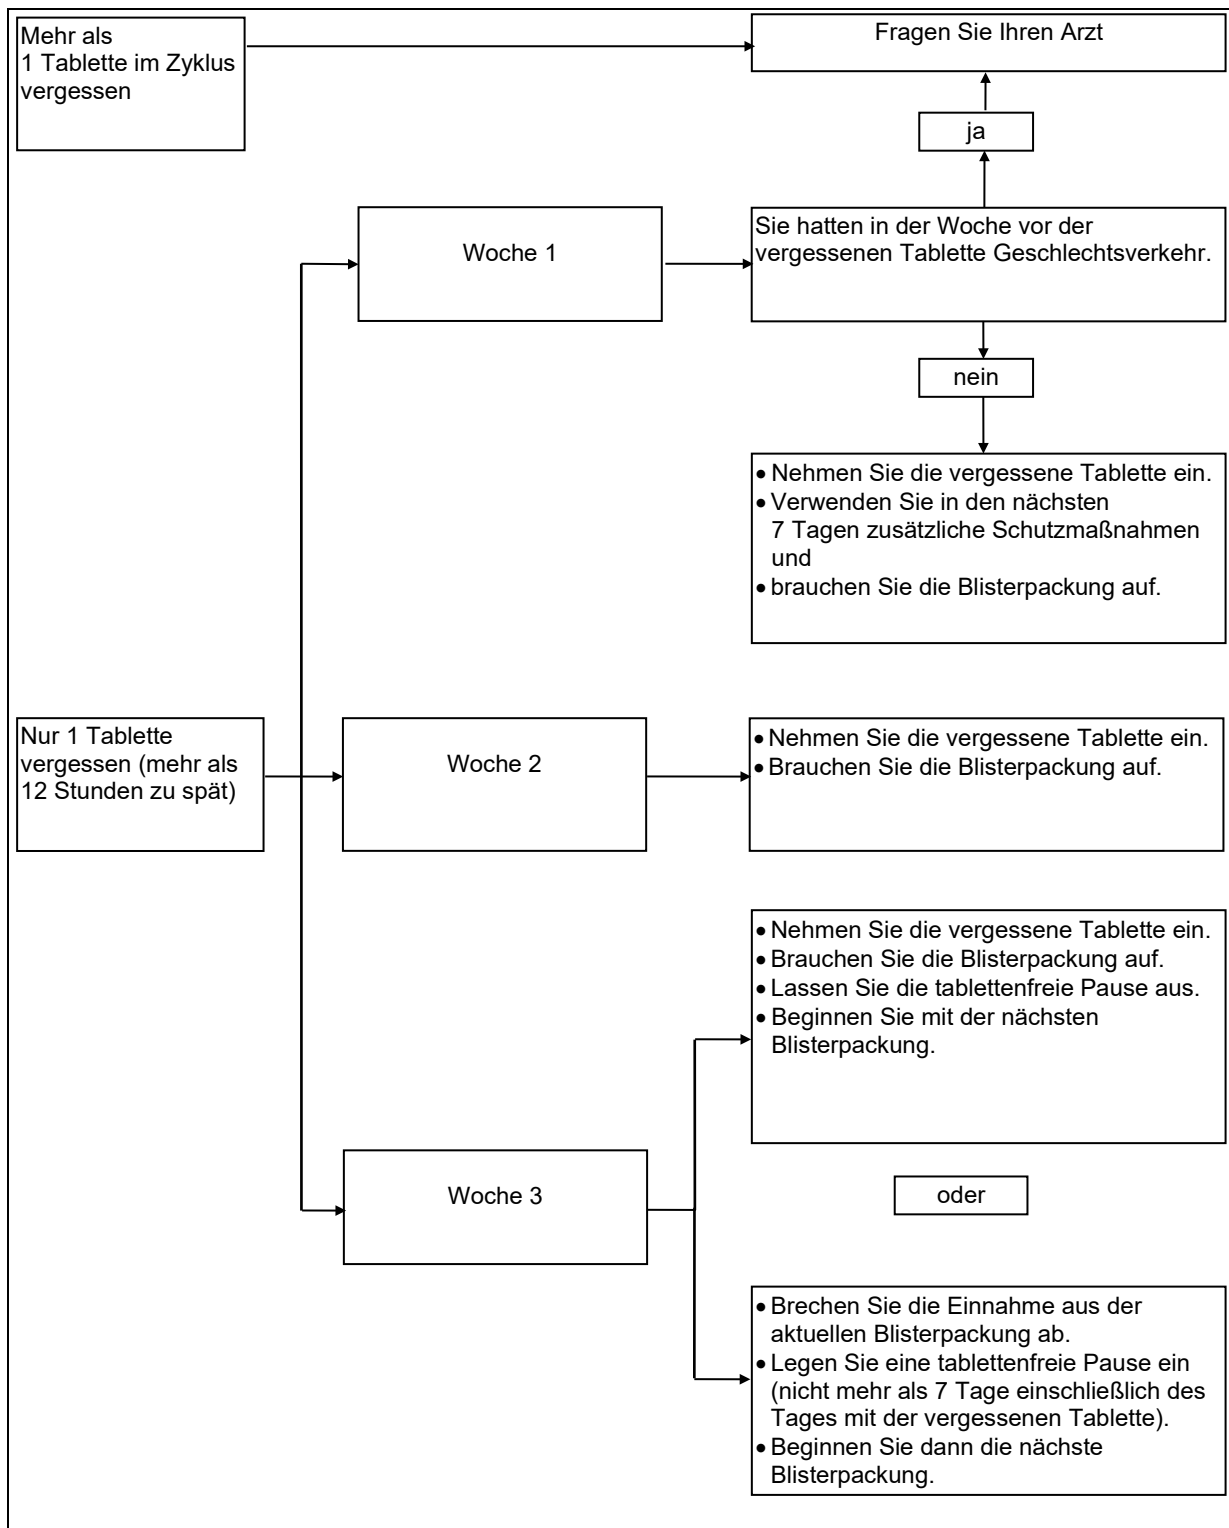 Mehr als
1 Tablette im Zyklus
vergessen
Fragen Sie Ihren Arzt
ja
Woche 1
Sie hatten in der Woche vor der
vergessenen Tablette Geschlechtsverkehr.
nein
• Nehmen Sie die vergessene Tablette ein.
• Verwenden Sie in den nächsten
7 Tagen zusätzliche Schutzmaßnahmen
und
• brauchen Sie die Blisterpackung auf.
Nur 1 Tablette
vergessen (mehr als
12 Stunden zu spät)
Woche 2
• Nehmen Sie die vergessene Tablette ein.
• Brauchen Sie die Blisterpackung auf.
• Nehmen Sie die vergessene Tablette ein.
• Brauchen Sie die Blisterpackung auf.
• Lassen Sie die tablettenfreie Pause aus.
• Beginnen Sie mit der nächsten
Blisterpackung.
Woche 3
oder
• Brechen Sie die Einnahme aus der
aktuellen Blisterpackung ab.
• Legen Sie eine tablettenfreie Pause ein
(nicht mehr als 7 Tage einschließlich des
Tages mit der vergessenen Tablette).
• Beginnen Sie dann die nächste
Blisterpackung.